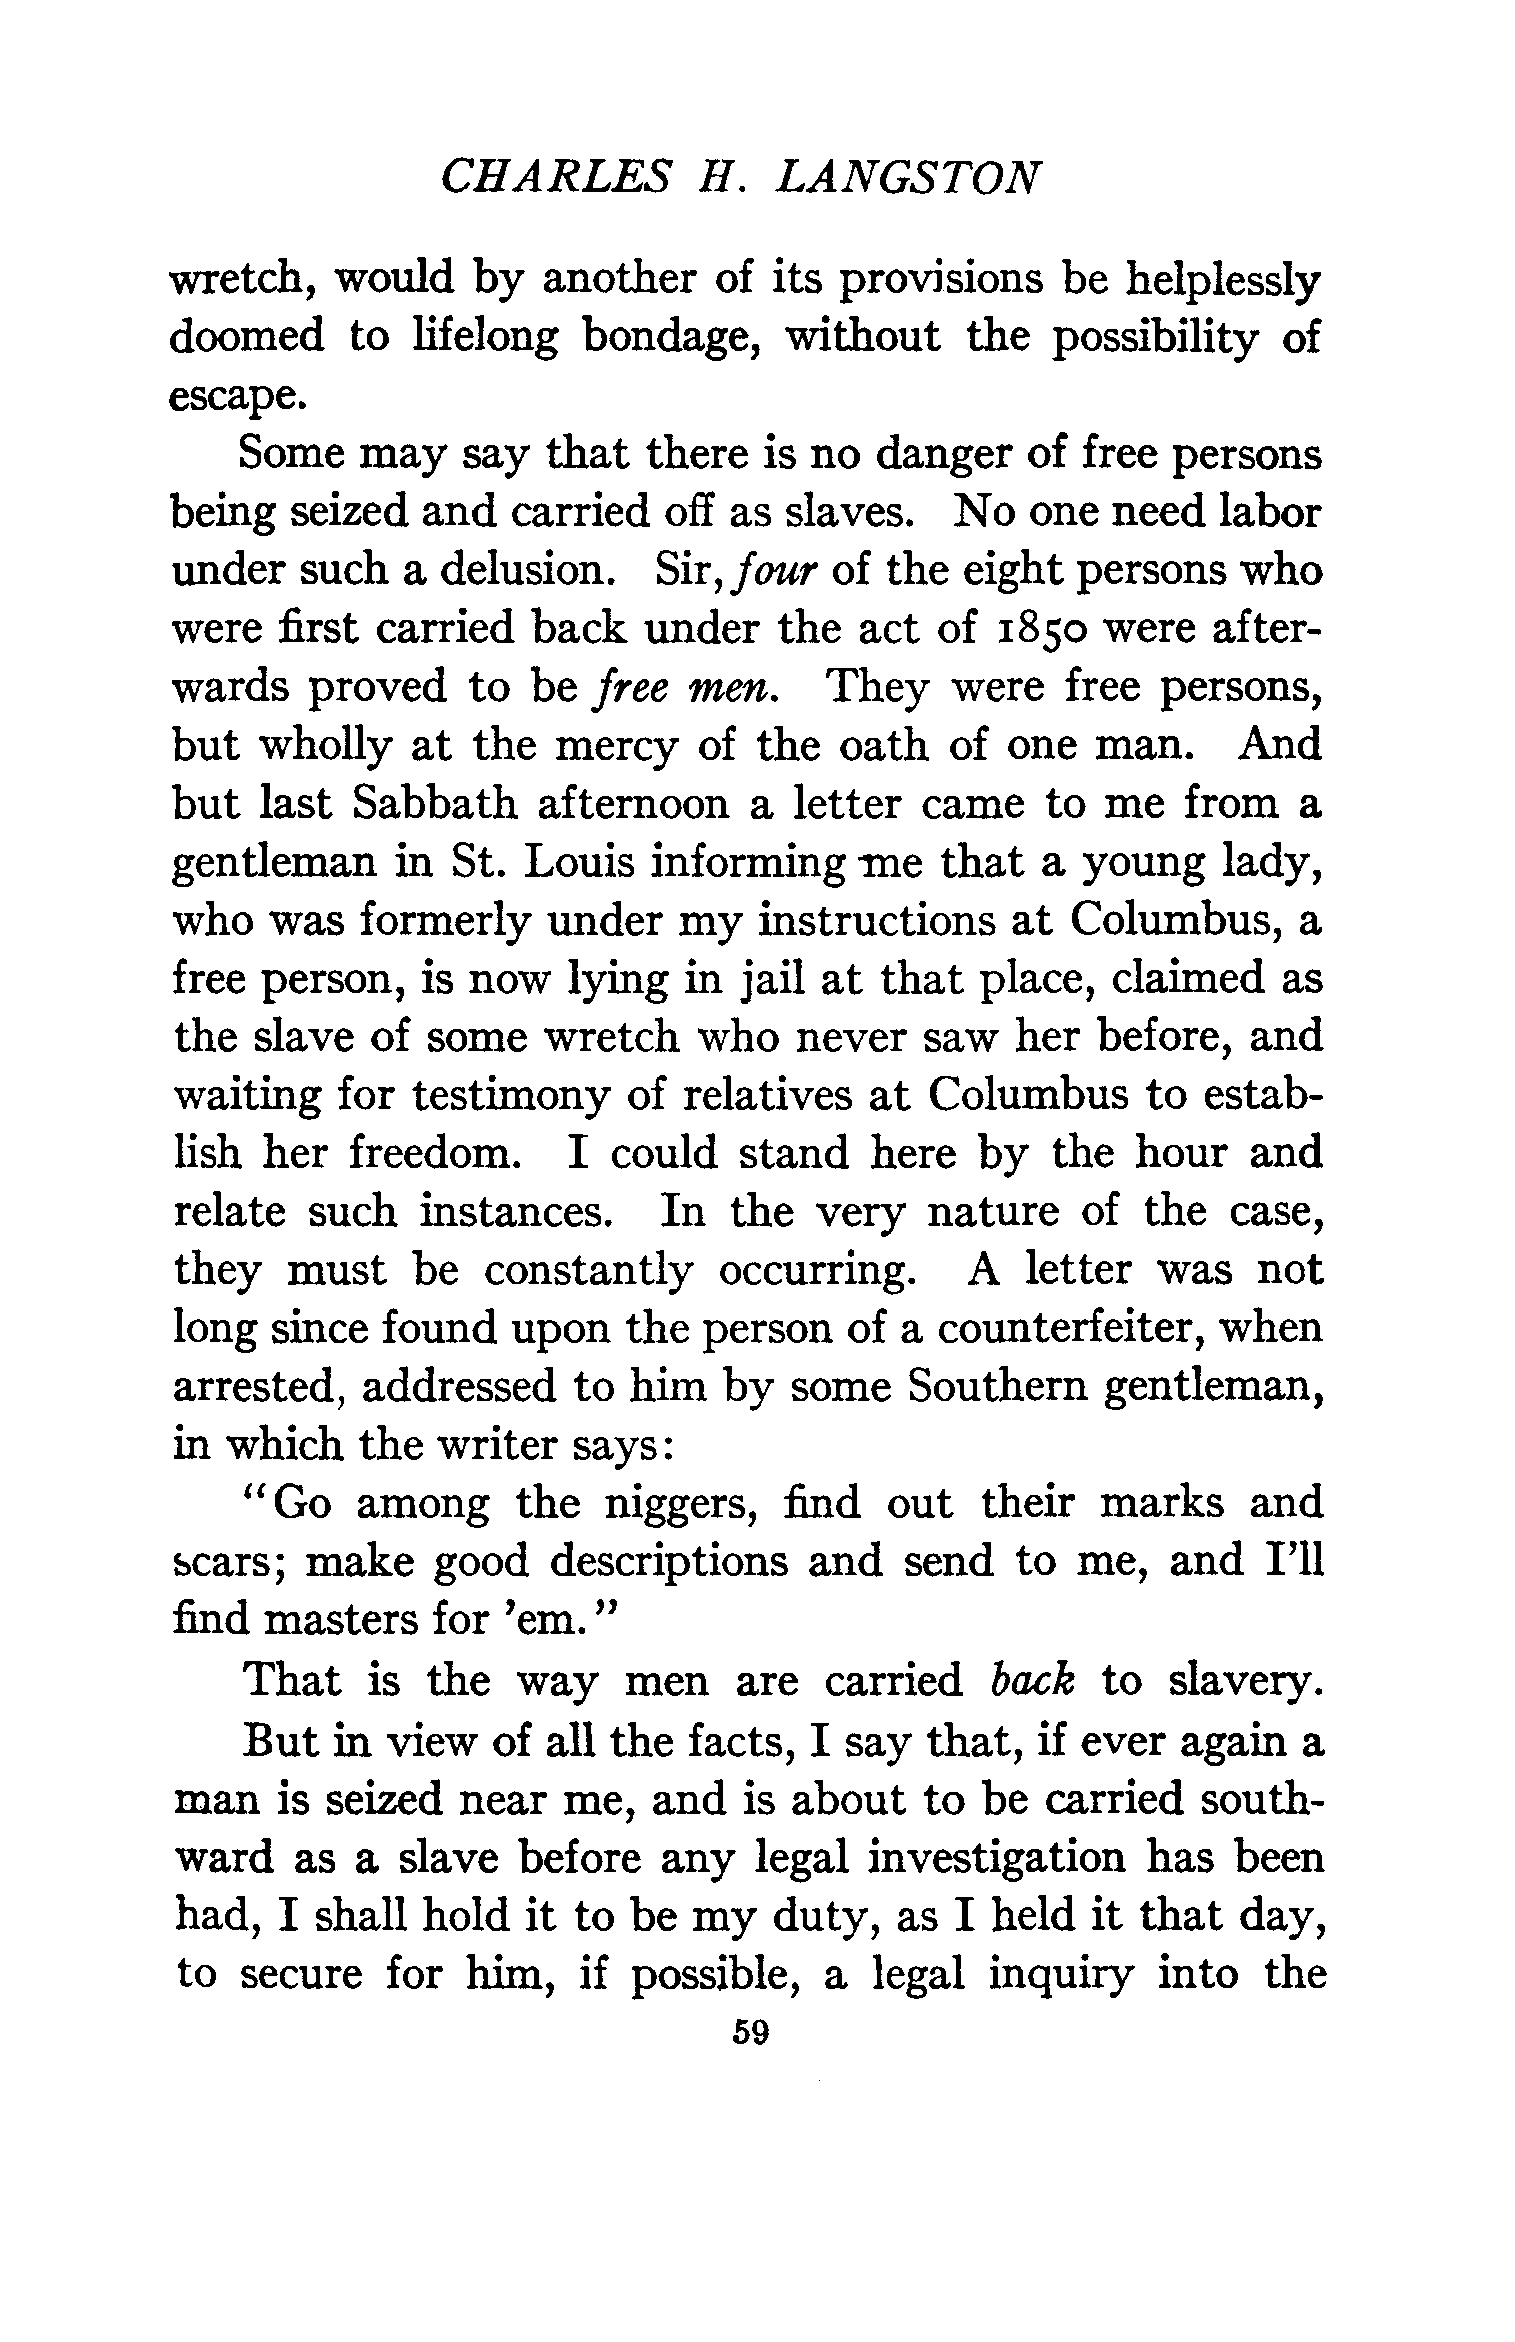 CHARLES H. LANGSTON
wretch, would by another of its provisions be helplessly
doomed to lifelong bondage, without the possibility of
escape.
Some may say that there is no danger of free persons
being seized and carried off as slaves. No one need labor
under such a delusion. Sir, four of the eight persons who
were first carried back under the act of 1850 were after-
wards proved to be free men. They were free persons,
but wholly at the mercy of the oath of one man. And
but last Sabbath afternoon a letter came to me from a
gentleman in St. Louis informing me that a young lady,
who was formerly under my instructions at Columbus, a
free person, is now lying in jail at that place, claimed as
the slave of some wretch who never saw her before, and
waiting for testimony of relatives at Columbus to estab-
lish her freedom. I could stand here by the hour and
relate such instances. In the very nature of the case,
they must be constantly occurring. A letter was not
long since found upon the person of a counterfeiter, when
arrested, addressed to him by some Southern gentleman,
in which the writer says:
"Go among the niggers, find out their marks and
scars; make good descriptions and send to me, and I'll
find masters for 'em."
That is the way men are carried back to slavery.
But in view of all the facts, I say that, if ever again a
man is seized near me, and is about to be carried south-
ward as a slave before any legal investigation has been
had, I shall hold it to be my duty, as I held it that day,
to secure for him, if possible, a legal inquiry into the
59